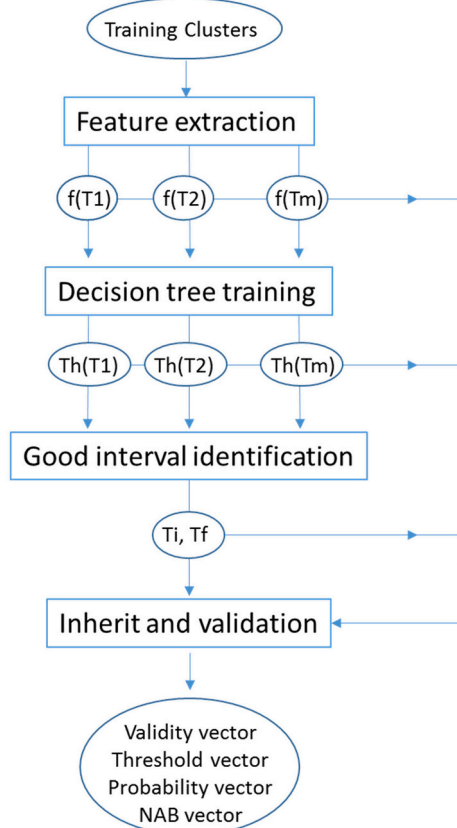 Training Clusters
Feature extraction
f(T1) f(T2) f(Tm)
Decision tree training
Th(T1) Th(T2) Th(Tm)
Good interval identification
Ti, Tf
Inherit and validation
Validity vector
Threshold vector
Probability vector
NAB vector